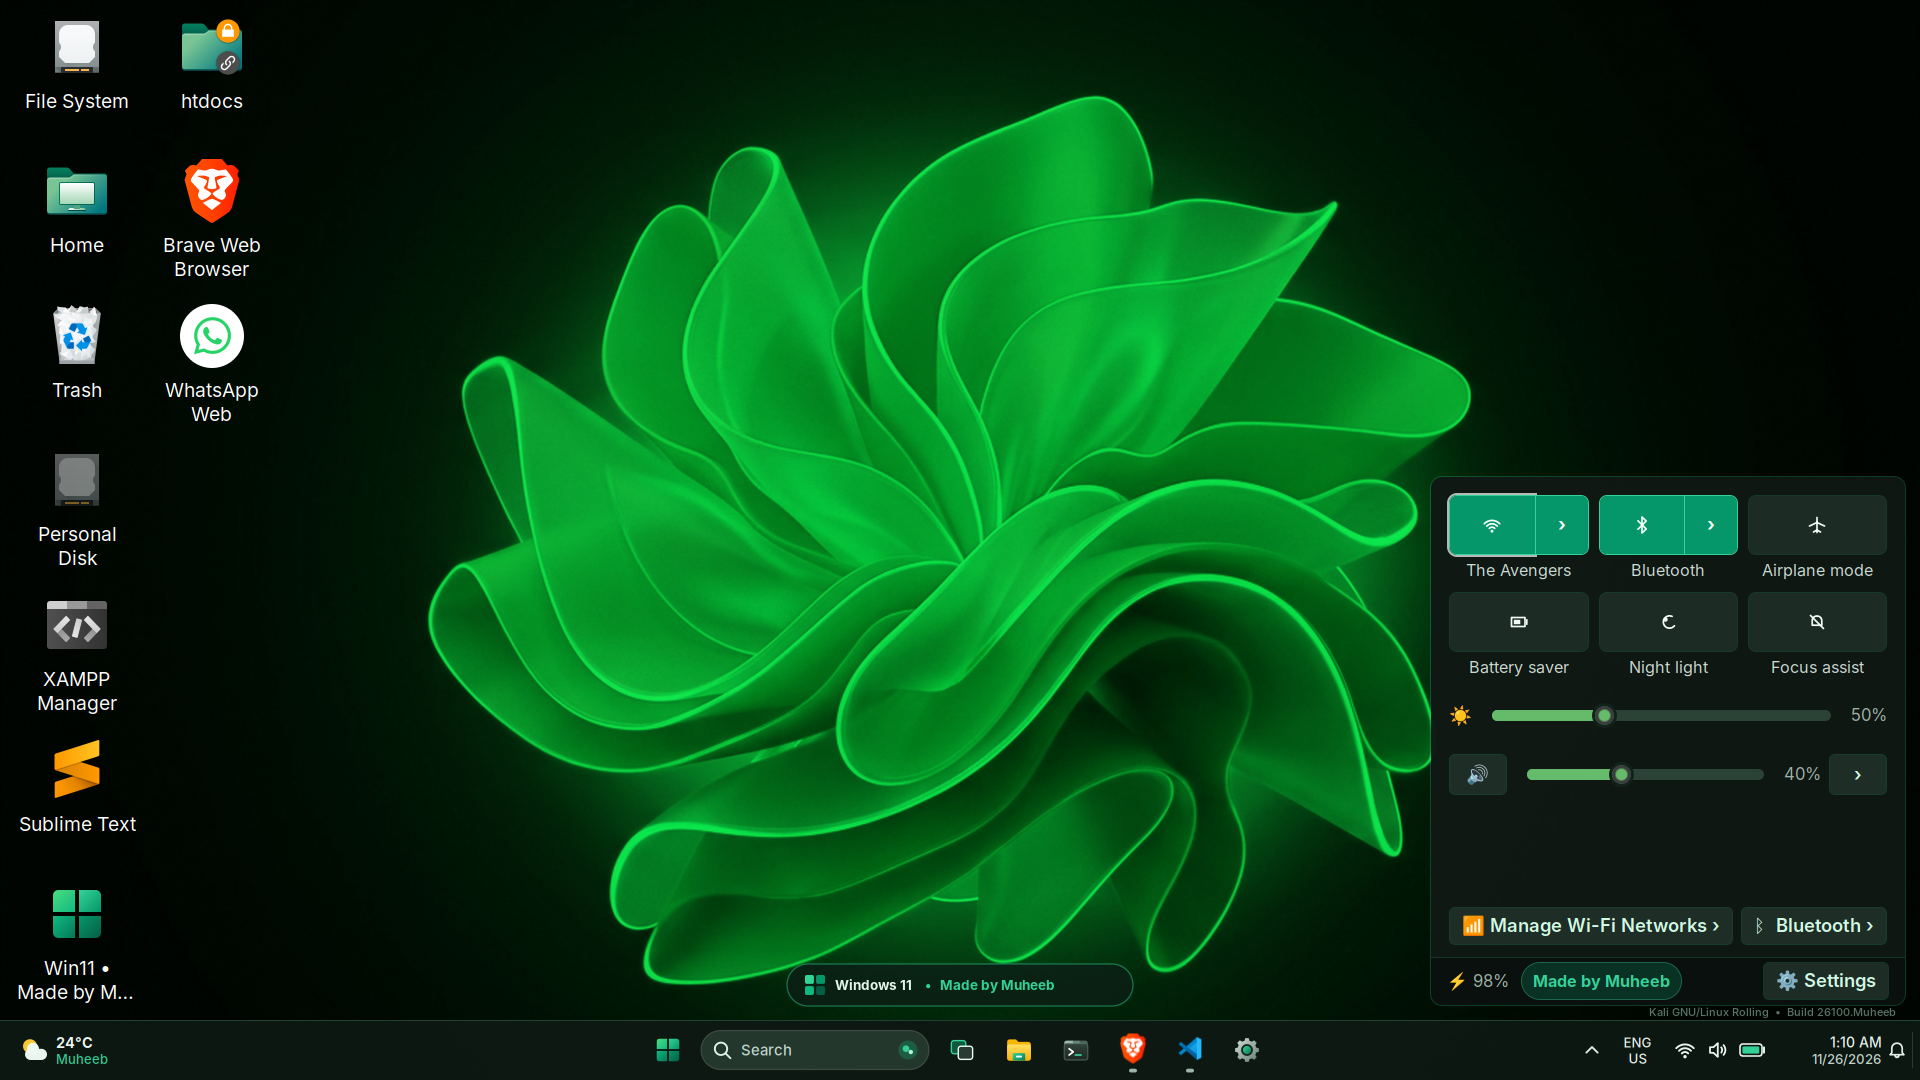 File System
htdocs
Home
Brave Web
Browser
Trash
WhatsApp
Web
Personal
Disk
XAMPP
Manager
Sublime Text
Win11 •
Made by M...
The Avengers
Bluetooth
Airplane mode
Battery saver
Night light
Focus assist
50%
40%
Manage Wi-Fi Networks ›
Bluetooth ›
98%
Made by Muheeb
Settings
Windows 11 • Made by Muheeb
Kali GNU/Linux Rolling • Build 26100.Muheeb
24°C
Muheeb
Search
ENG
US
1:10 AM
11/26/2026